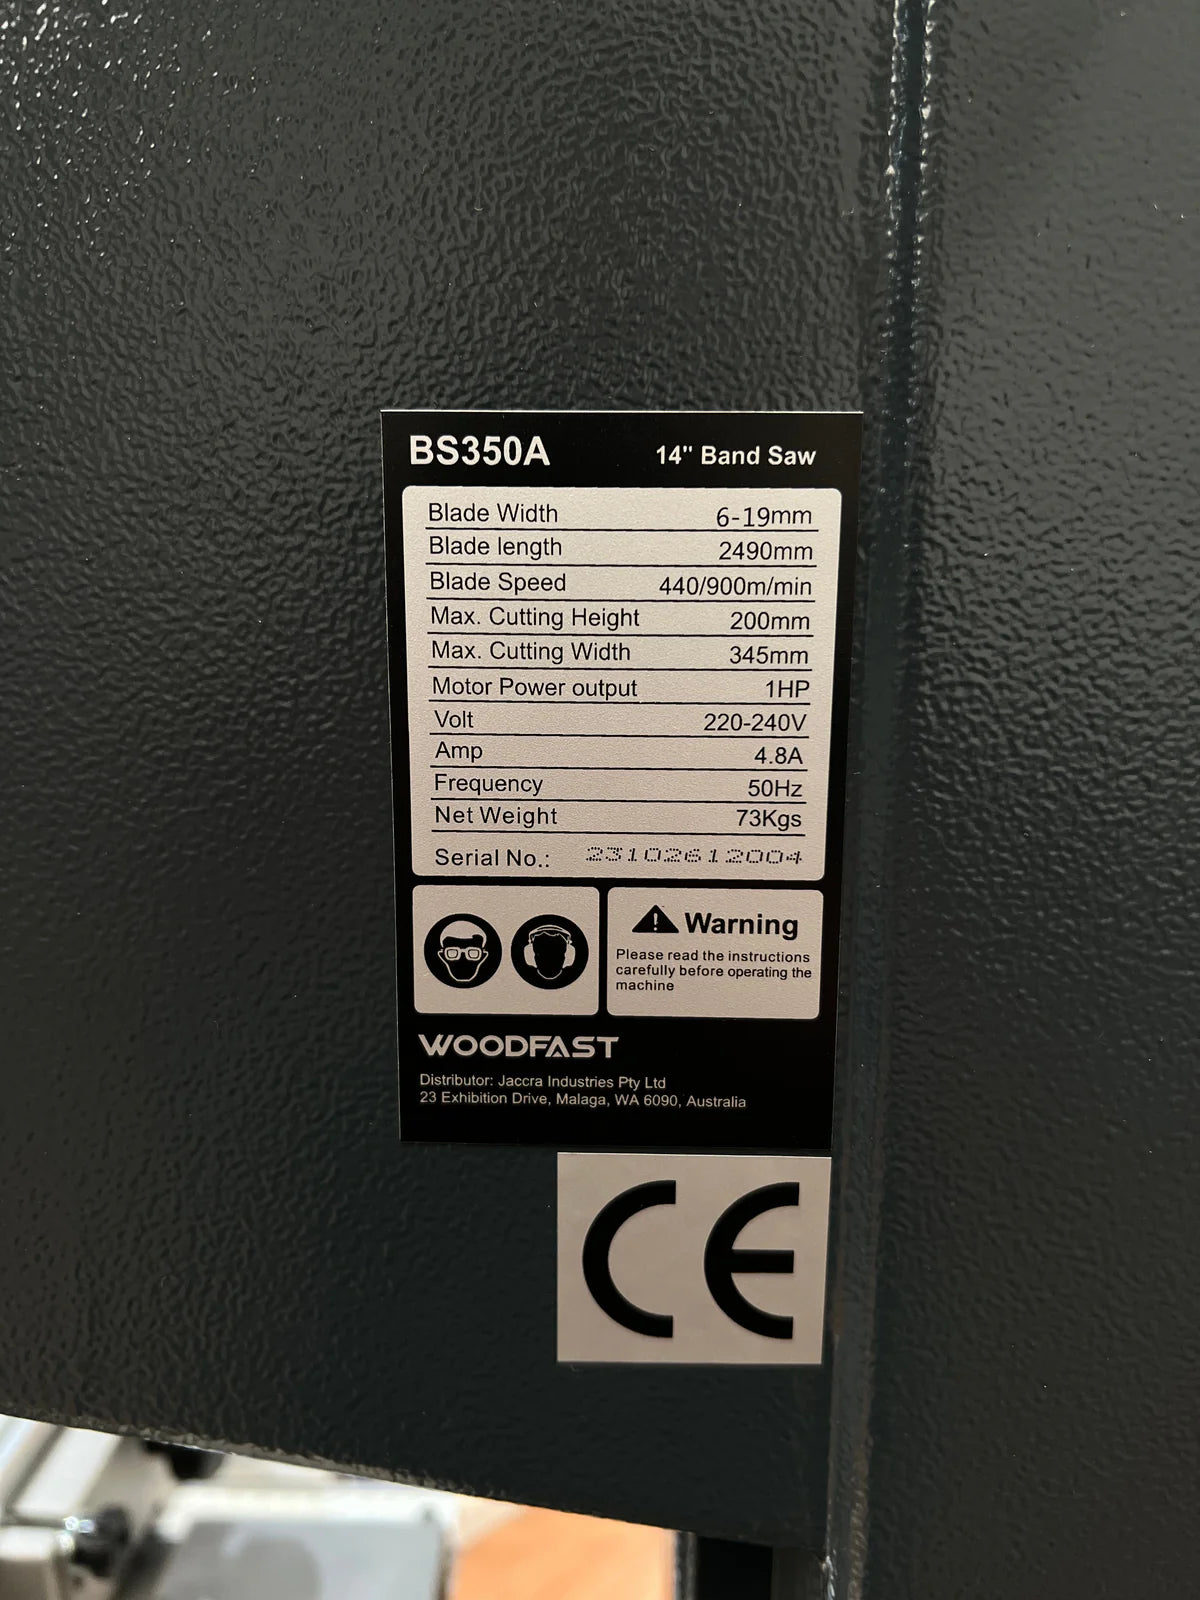 BS350A 14" Band Saw
Blade Width 6-19mm
Blade length 2490mm
Blade Speed 440/900m/min
Max. Cutting Height 200mm
Max. Cutting Width 345mm
Motor Power output 1HP
Volt 220-240V
Amp 4.8A
Frequency 50Hz
Net Weight 73Kgs
Serial No.: 23102612004
Warning
Please read the instructions
carefully before operating the
machine
WOODFAST
Distributor: Jaccra Industries Pty Ltd
23 Exhibition Drive, Malaga, WA 6090, Australia
CE